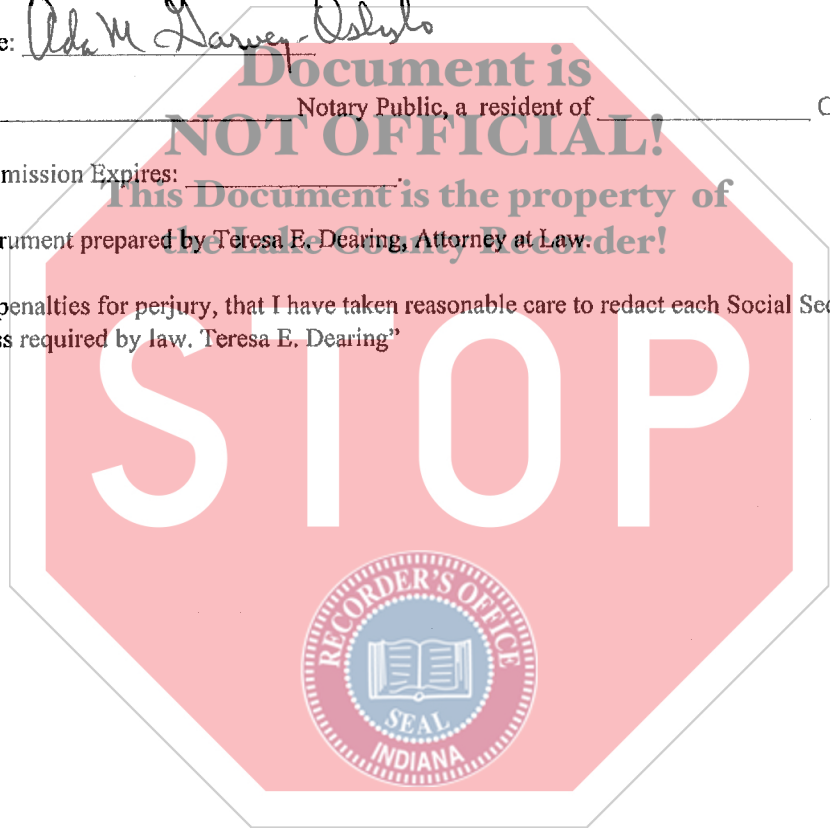 e: Ada M Garvey-
Document is
Notary Public, a resident of C
NOT OFFICIAL!
mission Expires: .
This Document is the property of
rument prepared by Teresa E. Dearing, Attorney at Law.
the Lake County Recorder!
penalties for perjury, that I have taken reasonable care to redact each Social Sec
s required by law. Teresa E. Dearing”
STOP
RECORDER'S OFFICE
SEAL
INDIANA